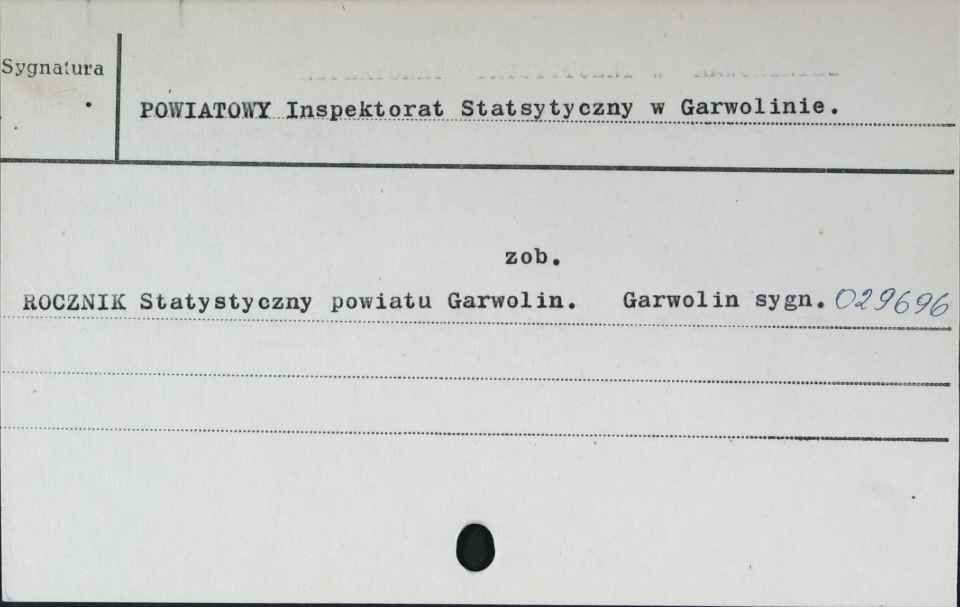 Sygnatura
POWIATOWY Inspektorat Statsytyczny w Garwolinie.
zob.
ROCZNIK Statystyczny powiatu Garwolin. Garwolin sygn. 029696